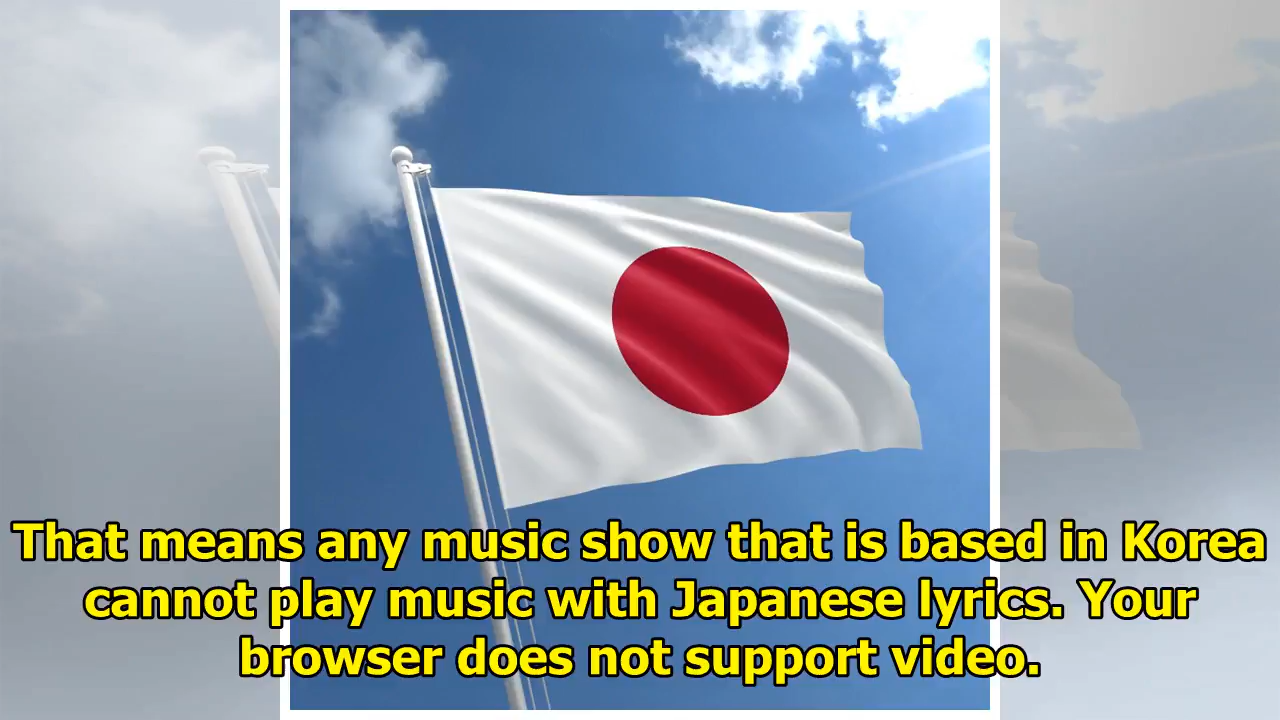 That means any music show that is based in Korea
cannot play music with Japanese lyrics. Your
browser does not support video.